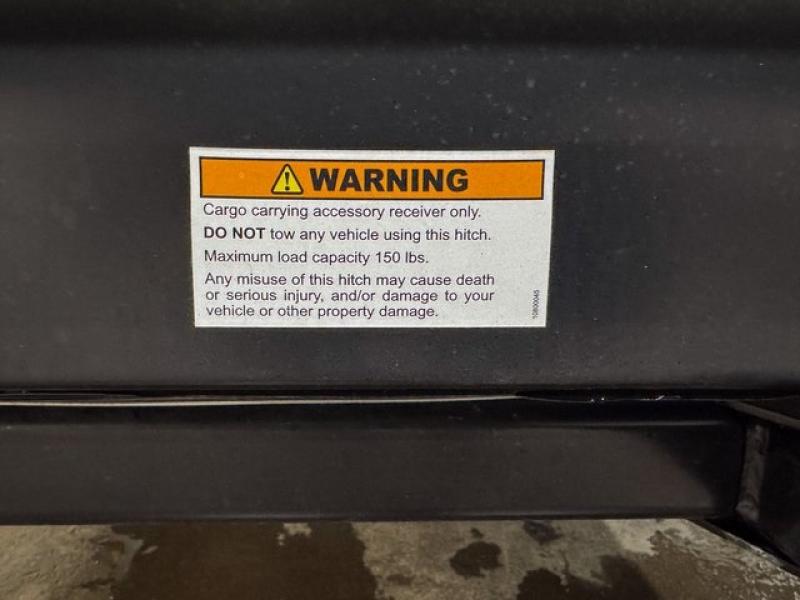 WARNING
Cargo carrying accessory receiver only.
DO NOT tow any vehicle using this hitch.
Maximum load capacity 150 lbs.
Any misuse of this hitch may cause death
or serious injury, and/or damage to your
vehicle or other property damage.
10800045